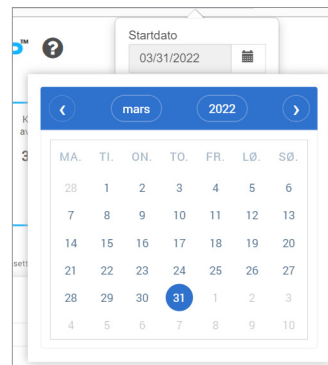 Startdato
03/31/2022
mars 2022
MA. TI. ON. TO. FR. LØ. SØ.
28 1 2 3 4 5 6
7 8 9 10 11 12 13
14 15 16 17 18 19 20
21 22 23 24 25 26 27
28 29 30 31 1 2 3
4 5 6 7 8 9 10